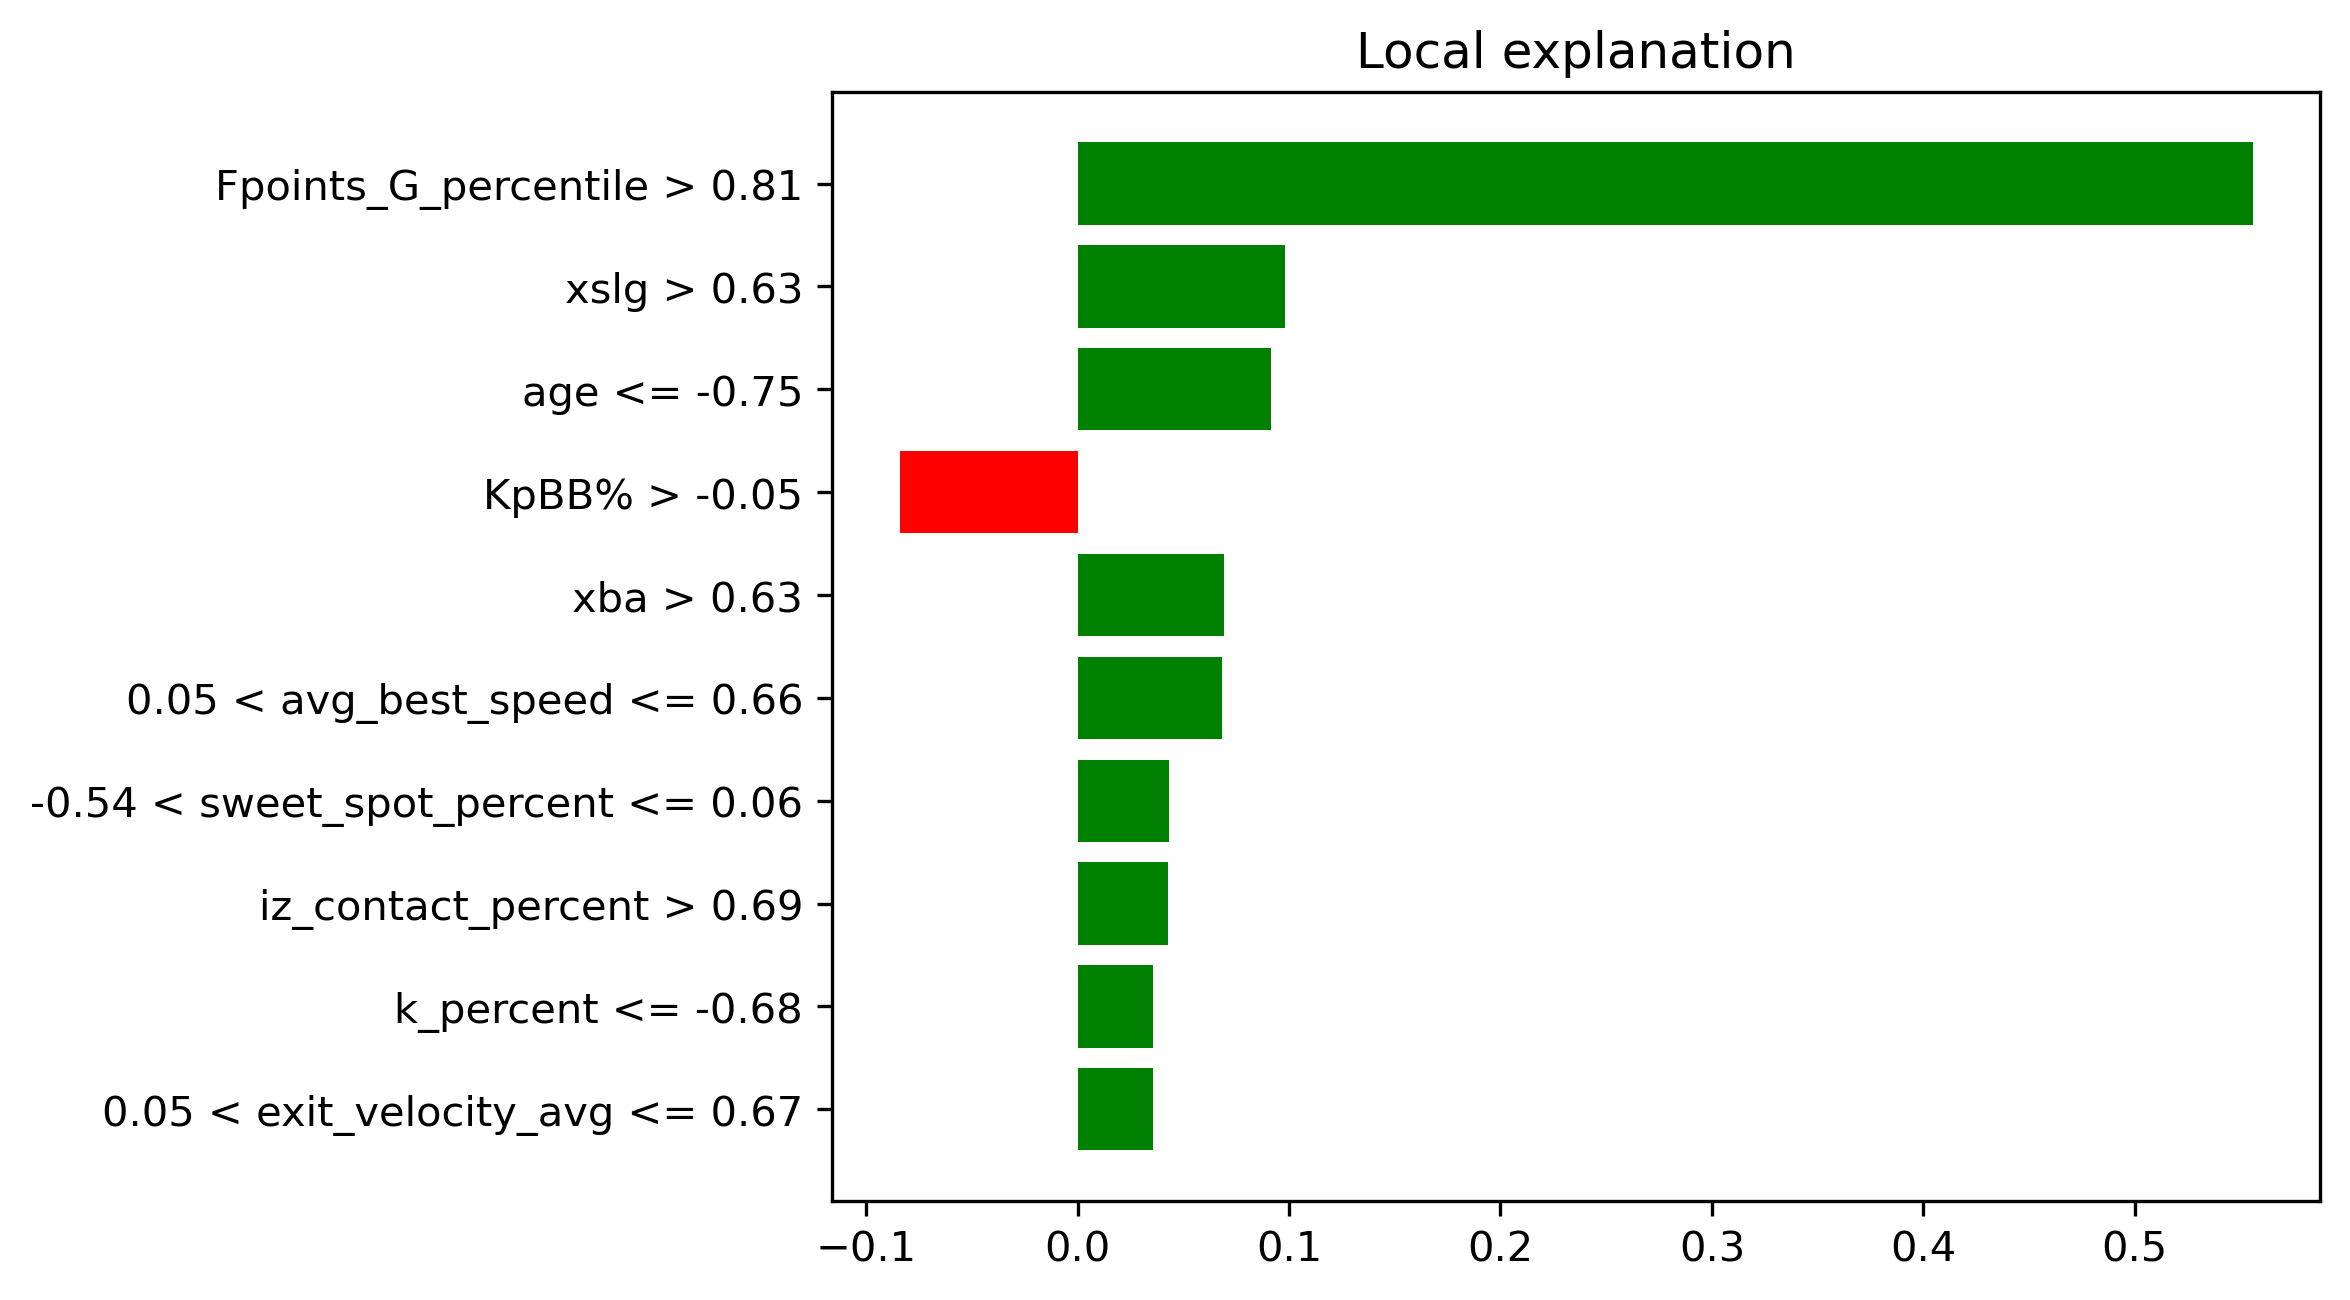 Local explanation
Fpoints_G_percentile > 0.81
xslg > 0.63
age <= -0.75
KpBB% > -0.05
xba > 0.63
0.05 < avg_best_speed <= 0.66
-0.54 < sweet_spot_percent <= 0.06
iz_contact_percent > 0.69
k_percent <= -0.68
0.05 < exit_velocity_avg <= 0.67
−0.1 0.0 0.1 0.2 0.3 0.4 0.5